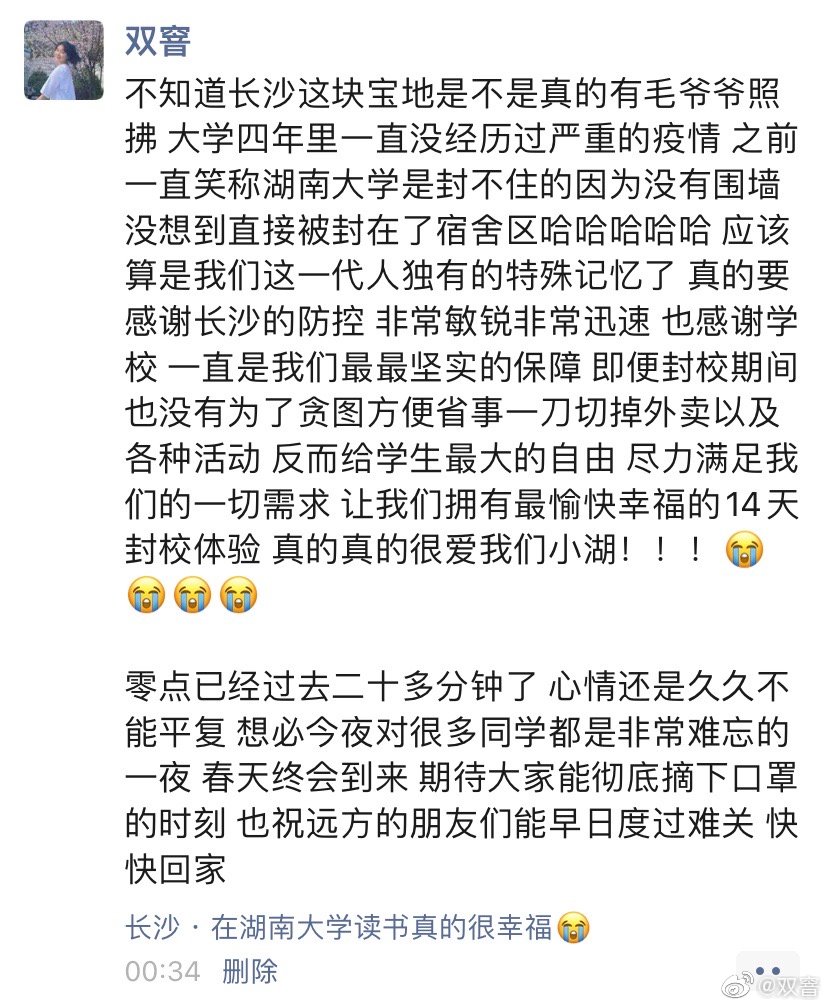 双窨
不知道长沙这块宝地是不是真的有毛爷爷照
拂 大学四年里一直没经历过严重的疫情 之前
一直笑称湖南大学是封不住的因为没有围墙
没想到直接被封在了宿舍区哈哈哈哈哈 应该
算是我们这一代人独有的特殊记忆了 真的要
感谢长沙的防控 非常敏锐非常迅速 也感谢学
校 一直是我们最最坚实的保障 即便封校期间
也没有为了贪图方便省事一刀切掉外卖以及
各种活动 反而给学生最大的自由 尽力满足我
们的一切需求 让我们拥有最愉快幸福的14天
封校体验 真的真的很爱我们小湖！！！😭
😭😭😭
零点已经过去二十多分钟了 心情还是久久不
能平复 想必今夜对很多同学都是非常难忘的
一夜 春天终会到来 期待大家能彻底摘下口罩
的时刻 也祝远方的朋友们能早日度过难关 快
快回家
长沙 · 在湖南大学读书真的很幸福😭
00:34 删除
@双窨